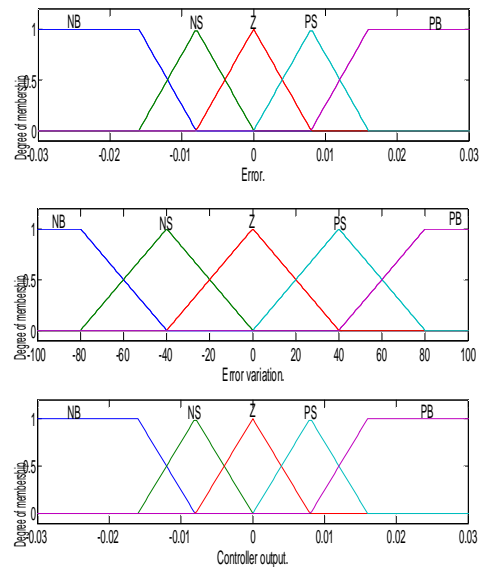 NB NS Z PS PB
Degree of membership
1
0.5
0
-0.03 -0.02 -0.01 0 0.01 0.02 0.03
Error.
NB NS Z PS PB
Degree of membership
1
0.5
0
-100 -80 -60 -40 -20 0 20 40 60 80 100
Error variation.
NB NS Z PS PB
Degree of membership
1
0.5
0
-0.03 -0.02 -0.01 0 0.01 0.02 0.03
Controller output.